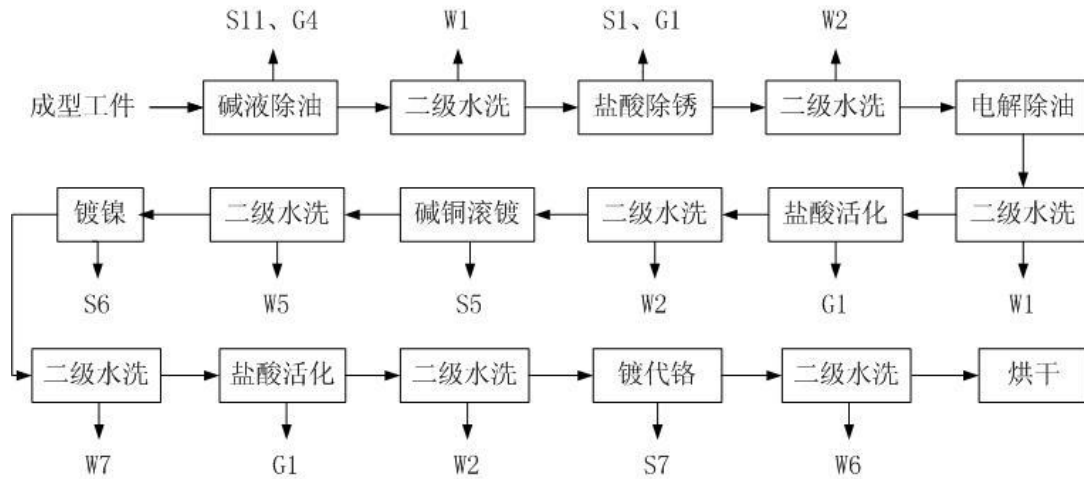 S11、G4 W1 S1、G1 W2
成型工件 碱液除油 二级水洗 盐酸除锈 二级水洗 电解除油
镀镍 二级水洗 碱铜滚镀 二级水洗 盐酸活化 二级水洗
S6 W5 S5 W2 G1 W1
二级水洗 盐酸活化 二级水洗 镀代铬 二级水洗 烘干
W7 G1 W2 S7 W6